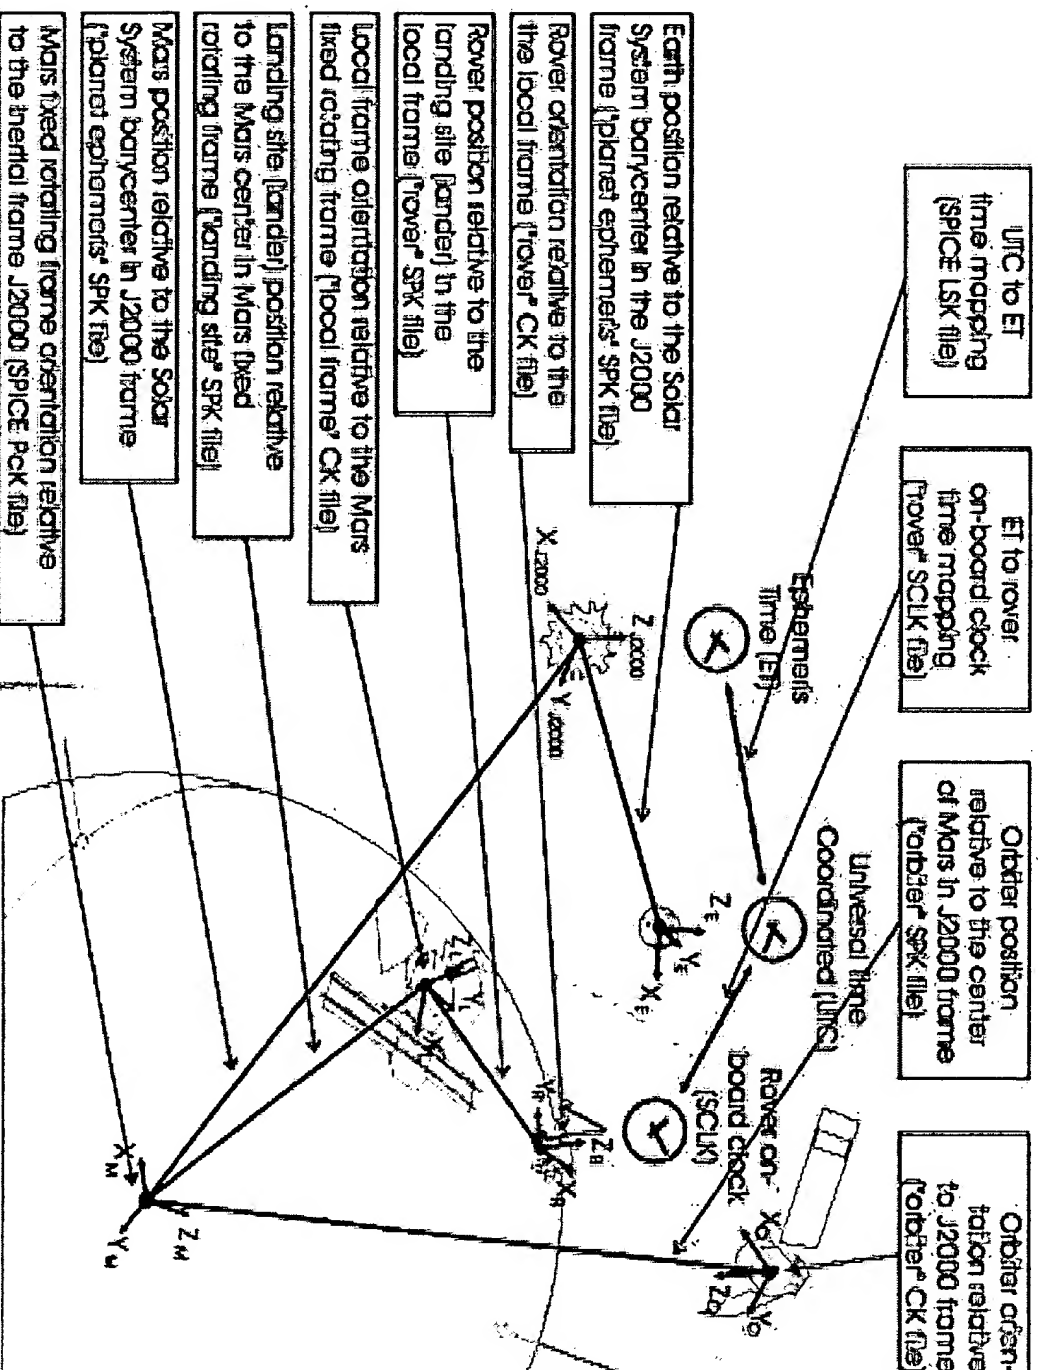 UTC to ET
time mapping
(SPICE LSK file)
ET to rover
on-board clock
time mapping
("rover" SCLK file)
Orbiter position
relative to the center
of Mars in J2000 frame
("orbiter" SPK file)
Orbiter orien-
tation relative
to J2000 frame
("orbiter" CK file)
Ephemeris
Time (ET)
Universal Time
Coordinated (UTC)
Rover on-
board clock
(SCLK)
Earth position relative to the Solar
System barycenter in the J2000
frame ("planet ephemeris" SPK file)
Rover orientation relative to the
the local frame ("rover" CK file)
Rover position relative to the
landing site (lander) in the
local frame ("rover" SPK file)
Local frame orientation relative to the Mars
fixed rotating frame ("local frame" CK file)
Landing site (lander) position relative
to the Mars center in Mars fixed
rotating frame ("landing site" SPK file)
Mars position relative to the Solar
System barycenter in J2000 frame
("planet ephemeris" SPK file)
Mars fixed rotating frame orientation relative
to the inertial frame J2000 (SPICE PcK file)
Z J2000
X J2000
Y J2000
Z E
Y E
X E
X O
Z O
Y O
Z R
Y R
X R
Z L
Y L
X M
Z M
Y M